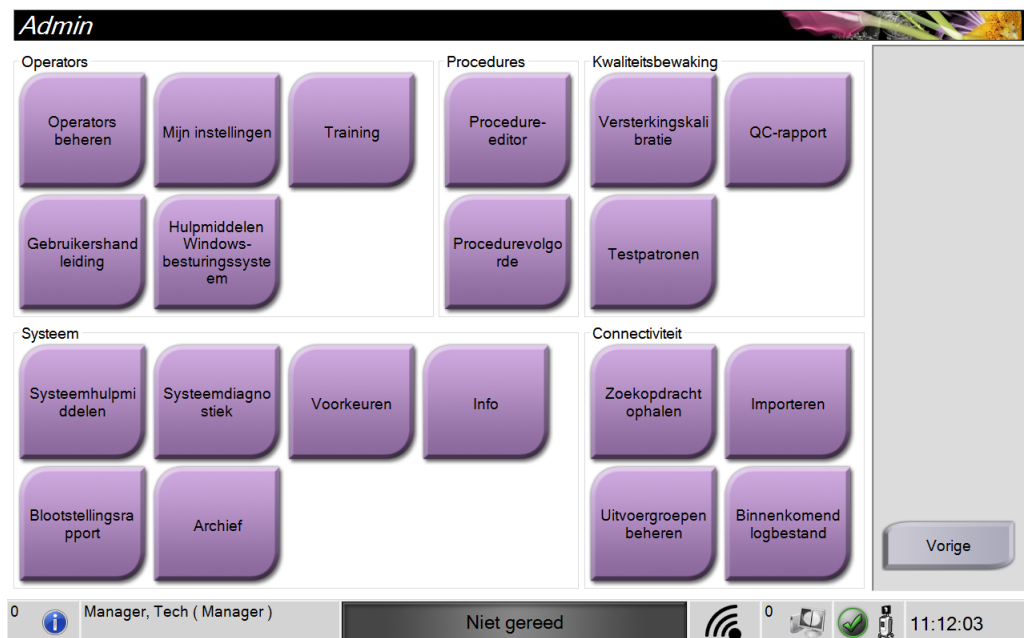 Admin
Operators
Operators
beheren
Mijn instellingen
Training
Gebruikershand
leiding
Hulpmiddelen
Windows-
besturingssyste
em
Procedures
Procedure-
editor
Procedurevolgo
rde
Kwaliteitsbewaking
Versterkingskali
bratie
QC-rapport
Testpatronen
Systeem
Systeemhulpmi
ddelen
Systeemdiagno
stiek
Voorkeuren
Info
Blootstellingsra
pport
Archief
Connectiviteit
Zoekopdracht
ophalen
Importeren
Uitvoergroepen
beheren
Binnenkomend
logbestand
Vorige
0
Manager, Tech ( Manager )
Niet gereed
0
11:12:03